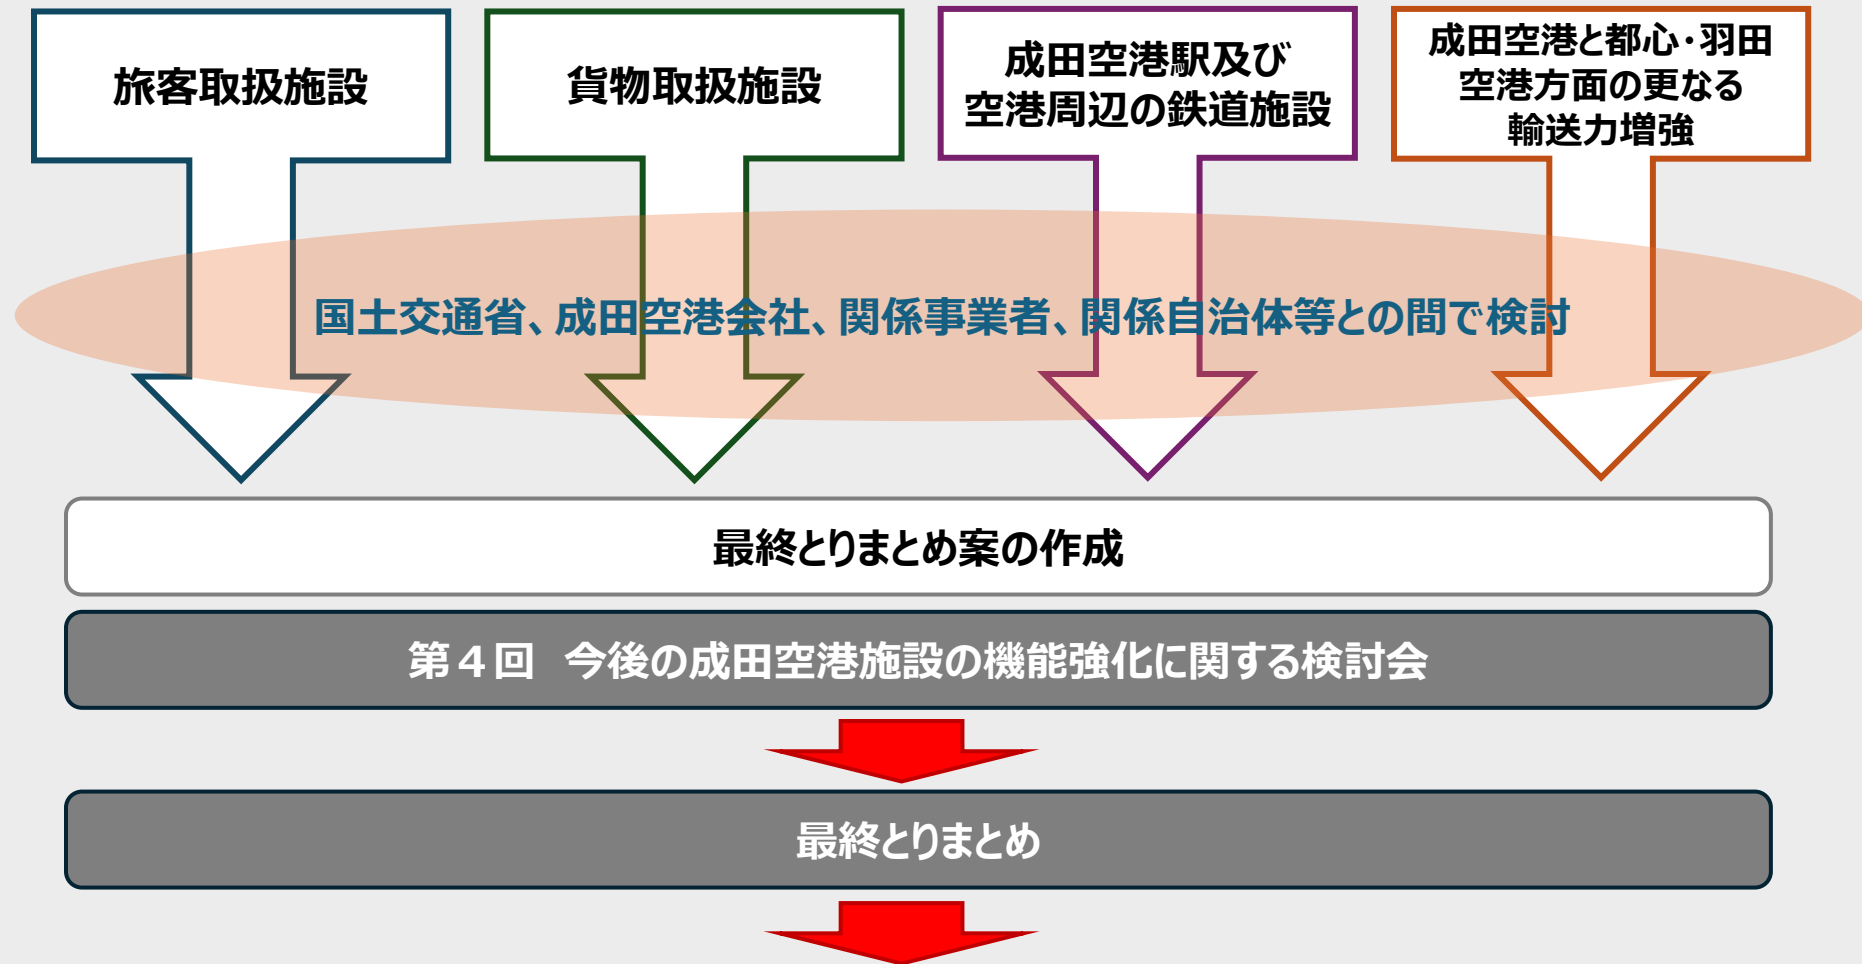 旅客取扱施設
貨物取扱施設
成田空港駅及び
空港周辺の鉄道施設
成田空港と都心・羽田
空港方面の更なる
輸送力増強
国土交通省、成田空港会社、関係事業者、関係自治体等との間で検討
最終とりまとめ案の作成
第４回　今後の成田空港施設の機能強化に関する検討会
最終とりまとめ